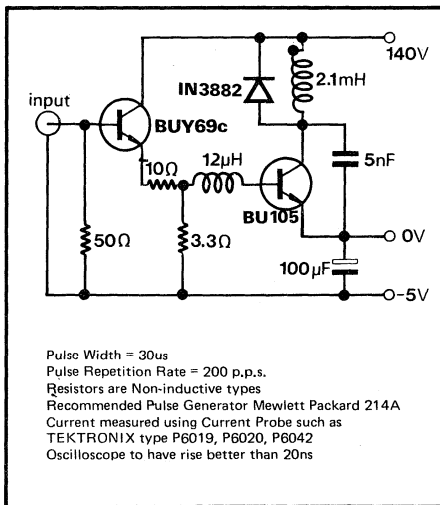 140V
2.1mH
IN3882
input
BUY69c
10Ω
12µH
5nF
BU105
0V
50Ω
3.3Ω
100µF
-5V
Pulse Width = 30us
Pulse Repetition Rate = 200 p.p.s.
Resistors are Non-inductive types
Recommended Pulse Generator Mewlett Packard 214A
Current measured using Current Probe such as
TEKTRONIX type P6019, P6020, P6042
Oscilloscope to have rise better than 20ns